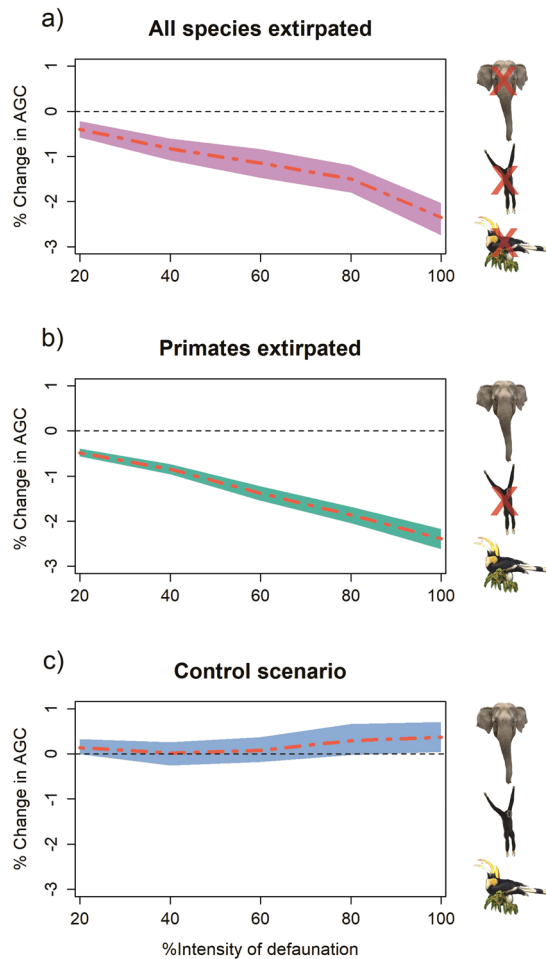 a)
All species extirpated
% Change in AGC
1
0
-1
-2
-3
20 40 60 80 100
b)
Primates extirpated
% Change in AGC
1
0
-1
-2
-3
20 40 60 80 100
c)
Control scenario
% Change in AGC
1
0
-1
-2
-3
20 40 60 80 100
%Intensity of defaunation